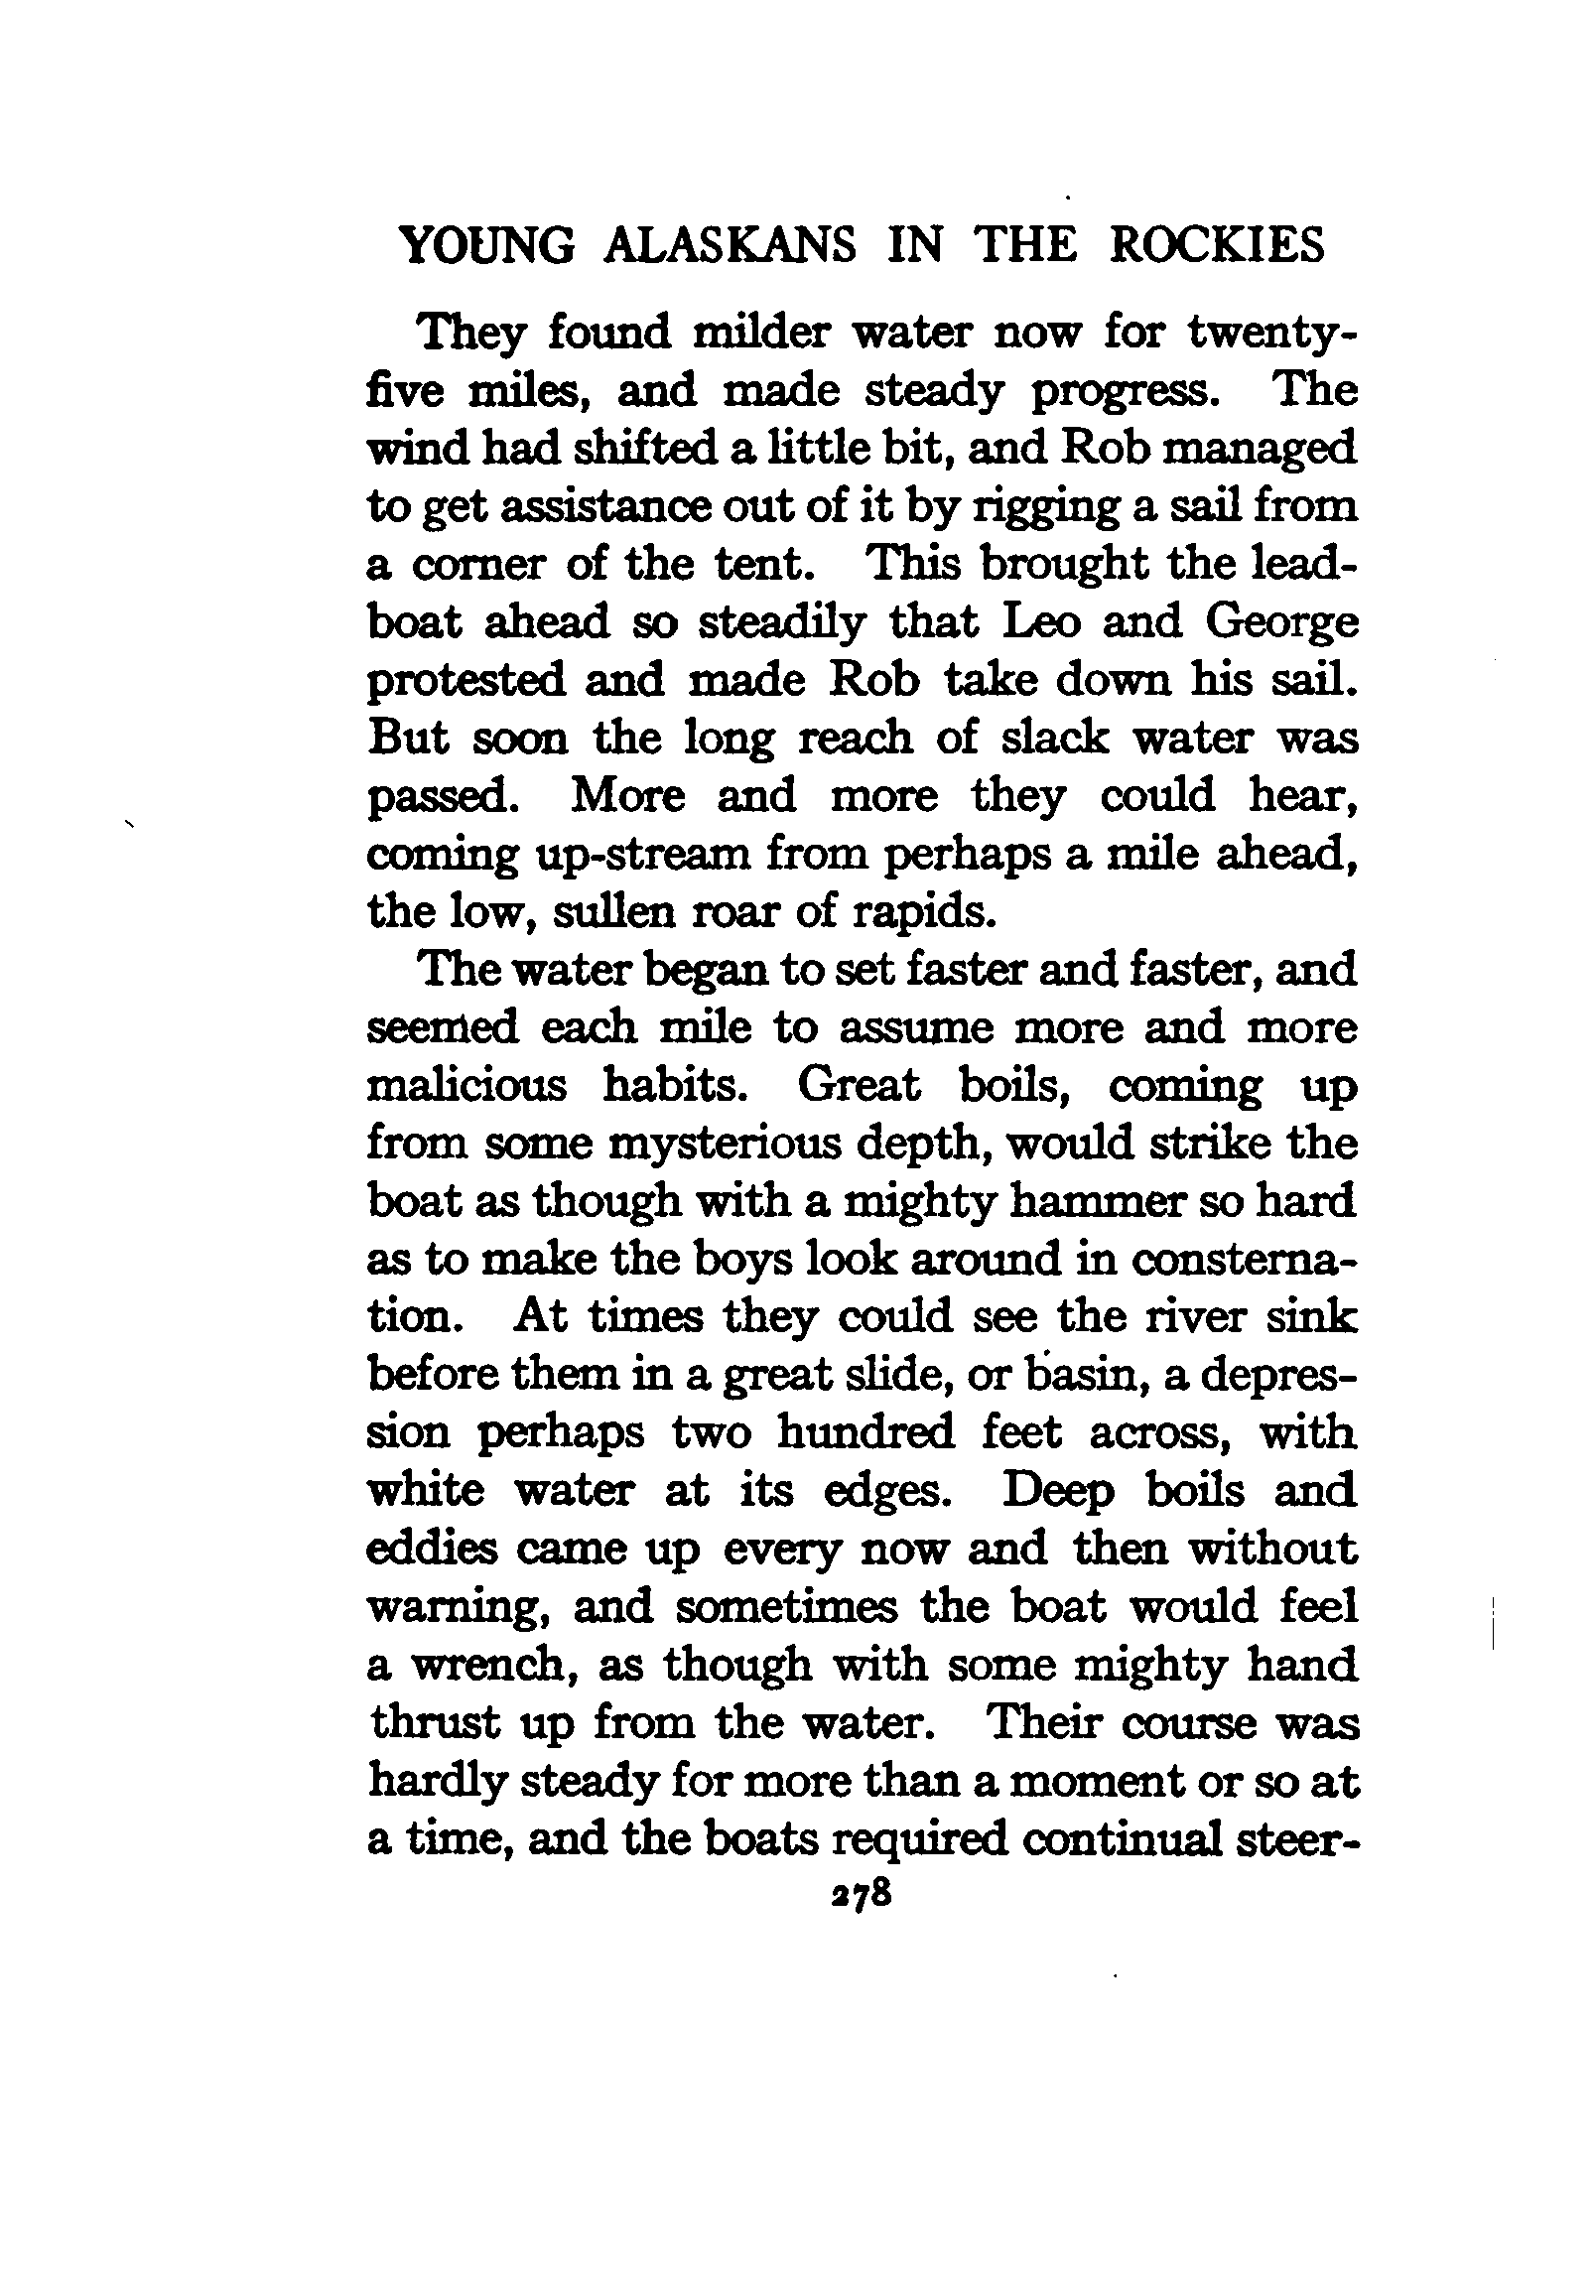 YOUNG ALASKANS IN THE ROCKIES
They found milder water now for twenty-
five miles, and made steady progress. The
wind had shifted a little bit, and Rob managed
to get assistance out of it by rigging a sail from
a corner of the tent. This brought the lead-
boat ahead so steadily that Leo and George
protested and made Rob take down his sail.
But soon the long reach of slack water was
passed. More and more they could hear,
coming up-stream from perhaps a mile ahead,
the low, sullen roar of rapids.
The water began to set faster and faster, and
seemed each mile to assume more and more
malicious habits. Great boils, coming up
from some mysterious depth, would strike the
boat as though with a mighty hammer so hard
as to make the boys look around in consterna-
tion. At times they could see the river sink
before them in a great slide, or basin, a depres-
sion perhaps two hundred feet across, with
white water at its edges. Deep boils and
eddies came up every now and then without
warning, and sometimes the boat would feel
a wrench, as though with some mighty hand
thrust up from the water. Their course was
hardly steady for more than a moment or so at
a time, and the boats required continual steer-
278